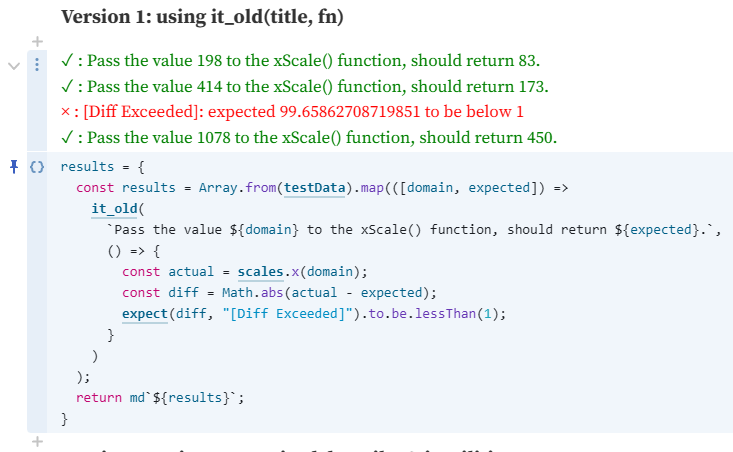 Version 1: using it_old(title, fn)
✓ : Pass the value 198 to the xScale() function, should return 83.
✓ : Pass the value 414 to the xScale() function, should return 173.
× : [Diff Exceeded]: expected 99.65862708719851 to be below 1
✓ : Pass the value 1078 to the xScale() function, should return 450.
results = {
  const results = Array.from(testData).map(([domain, expected]) =>
    it_old(
      `Pass the value ${domain} to the xScale() function, should return ${expected}.`,
      () => {
        const actual = scales.x(domain);
        const diff = Math.abs(actual - expected);
        expect(diff, "[Diff Exceeded]").to.be.lessThan(1);
      }
    )
  );
  return md`${results}`;
}